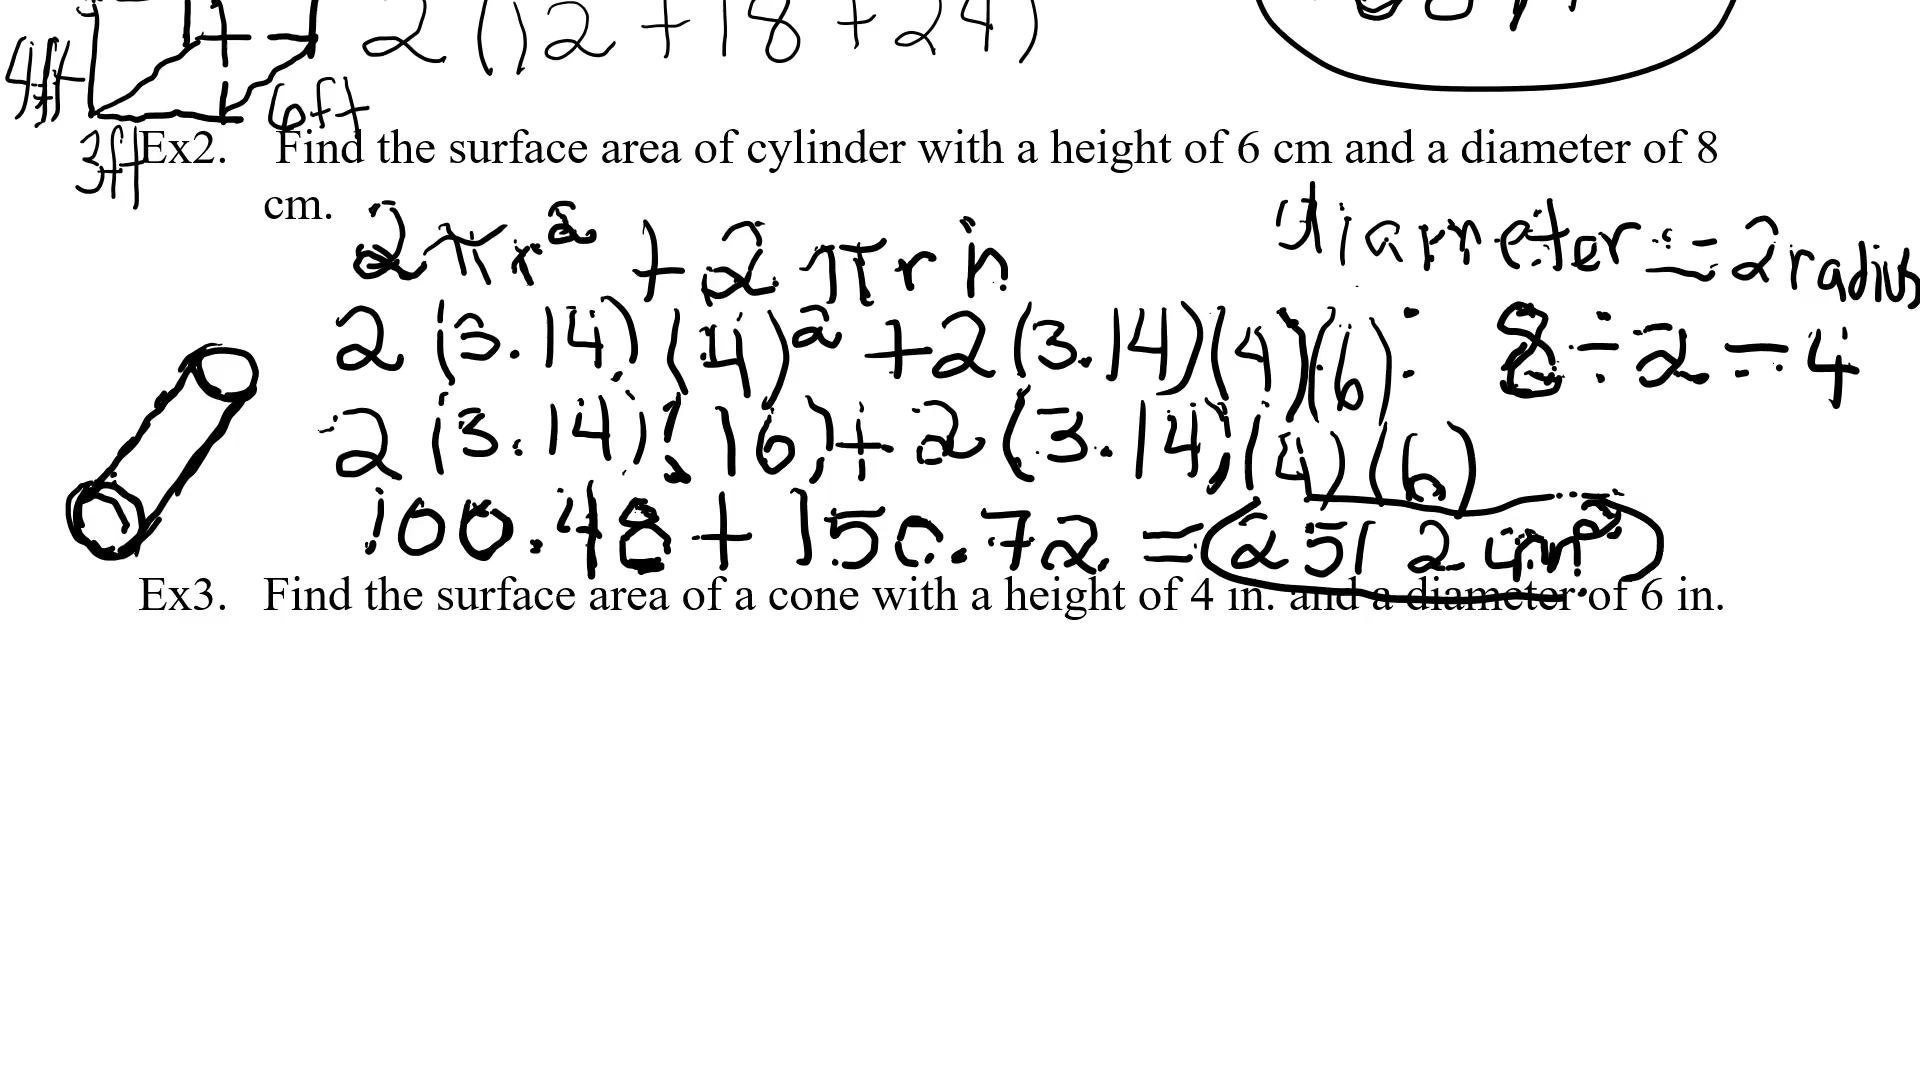 4ft
2(12+18+24)
6ft
3ft
Ex2. Find the surface area of cylinder with a height of 6 cm and a diameter of 8
cm.
2πr²+2πrh
diameter=2radius
2(3.14)(4)²+2(3.14)(4)(6)
8÷2=4
2(3.14)(16)+2(3.14)(4)(6)
100.48+150.72=251.2cm²
Ex3. Find the surface area of a cone with a height of 4 in. and a diameter of 6 in.